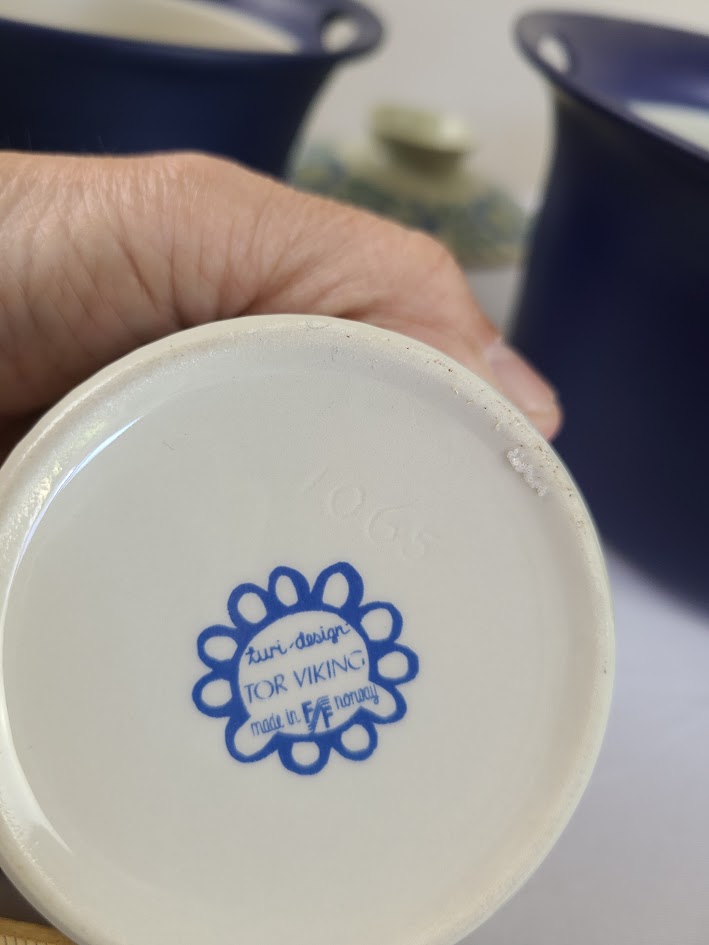 1065
turi-design
TOR VIKING
made in F/F norway